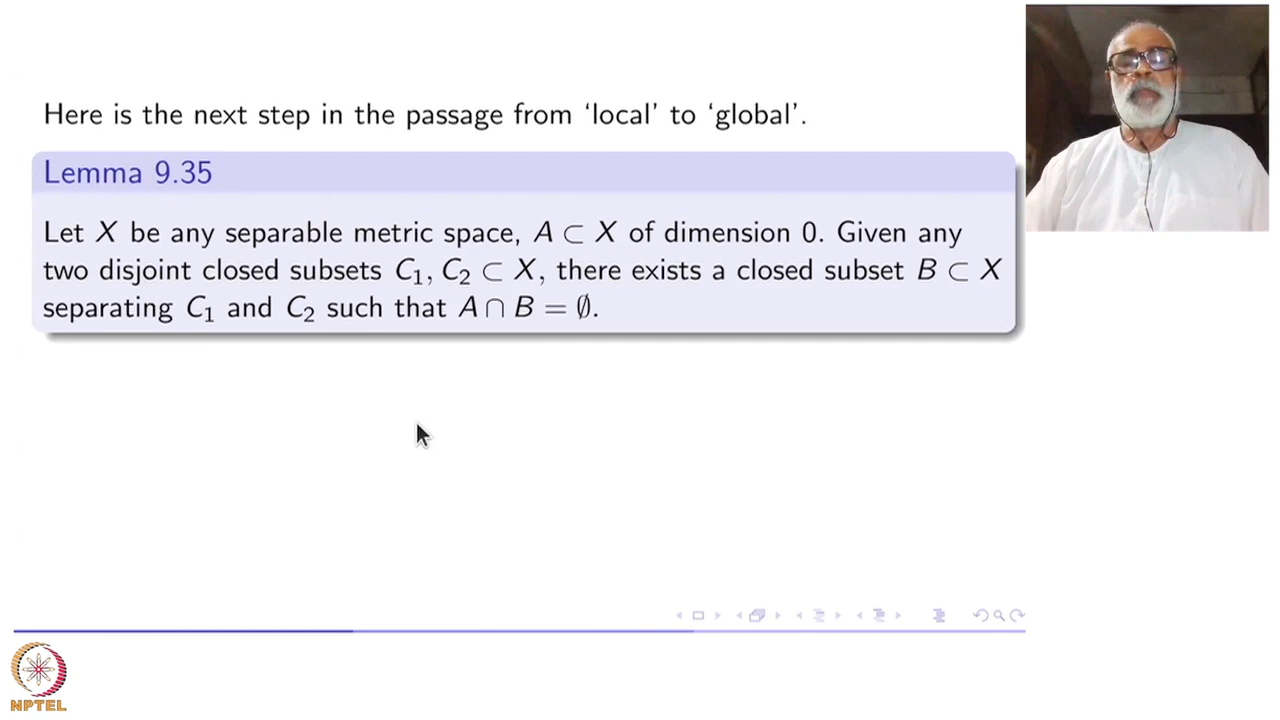 Here is the next step in the passage from ‘local’ to ‘global’.
Lemma 9.35
Let X be any separable metric space, A ⊂ X of dimension 0. Given any
two disjoint closed subsets C₁, C₂ ⊂ X, there exists a closed subset B ⊂ X
separating C₁ and C₂ such that A ∩ B = ∅.
NPTEL